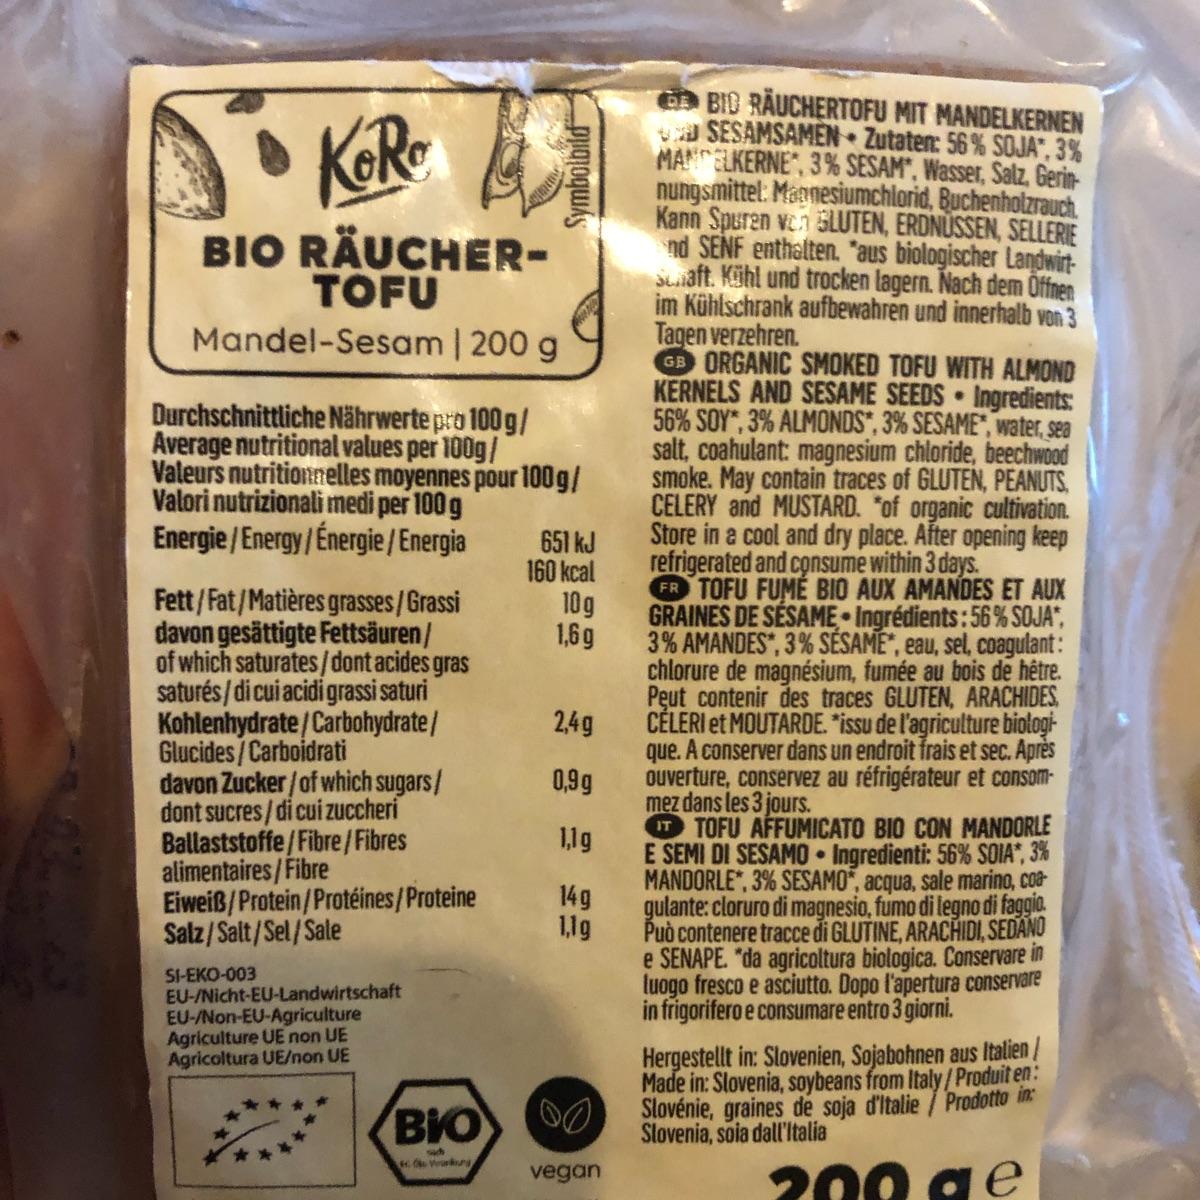 KoRo
Symbolbild
BIO RÄUCHER-
TOFU
Mandel-Sesam | 200 g
Durchschnittliche Nährwerte pro 100 g /
Average nutritional values per 100g /
Valeurs nutritionnelles moyennes pour 100 g /
Valori nutrizionali medi per 100 g
Energie / Energy / Énergie / Energia 651 kJ
160 kcal
Fett / Fat / Matières grasses / Grassi 10 g
davon gesättigte Fettsäuren / 1,6 g
of which saturates / dont acides gras
saturés / di cui acidi grassi saturi
Kohlenhydrate / Carbohydrate / 2,4 g
Glucides / Carboidrati
davon Zucker / of which sugars / 0,9 g
dont sucres / di cui zuccheri
Ballaststoffe / Fibre / Fibres 1,1 g
alimentaires / Fibre
Eiweiß / Protein / Protéines / Proteine 14 g
Salz / Salt / Sel / Sale 1,1 g
SI-EKO-003
EU-/Nicht-EU-Landwirtschaft
EU-/Non-EU-Agriculture
Agriculture UE non UE
Agricoltura UE/non UE
BIO
nach
vegan
DE BIO RÄUCHERTOFU MIT MANDELKERNEN
UND SESAMSAMEN • Zutaten: 56 % SOJA*, 3%
MANDELKERNE*, 3 % SESAM*, Wasser, Salz, Gerin-
nungsmittel: Magnesiumchlorid, Buchenholzrauch.
Kann Spuren von GLUTEN, ERDNÜSSEN, SELLERIE
und SENF enthalten. *aus biologischer Landwirt-
schaft. Kühl und trocken lagern. Nach dem Öffnen
im Kühlschrank aufbewahren und innerhalb von 3
Tagen verzehren.
GB ORGANIC SMOKED TOFU WITH ALMOND
KERNELS AND SESAME SEEDS • Ingredients:
56% SOY*, 3% ALMONDS*, 3% SESAME*, water, sea
salt, coahulant: magnesium chloride, beechwood
smoke. May contain traces of GLUTEN, PEANUTS,
CELERY and MUSTARD. *of organic cultivation.
Store in a cool and dry place. After opening keep
refrigerated and consume within 3 days.
FR TOFU FUMÉ BIO AUX AMANDES ET AUX
GRAINES DE SÉSAME • Ingrédients : 56 % SOJA*,
3 % AMANDES*, 3 % SÉSAME*, eau, sel, coagulant :
chlorure de magnésium, fumée au bois de hêtre.
Peut contenir des traces GLUTEN, ARACHIDES,
CÉLERI et MOUTARDE. *issu de l'agriculture biologi-
que. A conserver dans un endroit frais et sec. Après
ouverture, conservez au réfrigérateur et consom-
mez dans les 3 jours.
IT TOFU AFFUMICATO BIO CON MANDORLE
E SEMI DI SESAMO • Ingredienti: 56% SOIA*, 3%
MANDORLE*, 3% SESAMO*, acqua, sale marino, coa-
gulante: cloruro di magnesio, fumo di legno di faggio.
Può contenere tracce di GLUTINE, ARACHIDI, SEDANO
e SENAPE. *da agricoltura biologica. Conservare in
luogo fresco e asciutto. Dopo l'apertura conservare
in frigorifero e consumare entro 3 giorni.
Hergestellt in: Slovenien, Sojabohnen aus Italien /
Made in: Slovenia, soybeans from Italy / Produit en :
Slovénie, graines de soja d'Italie / Prodotto in:
Slovenia, soia dall'Italia
200 g e